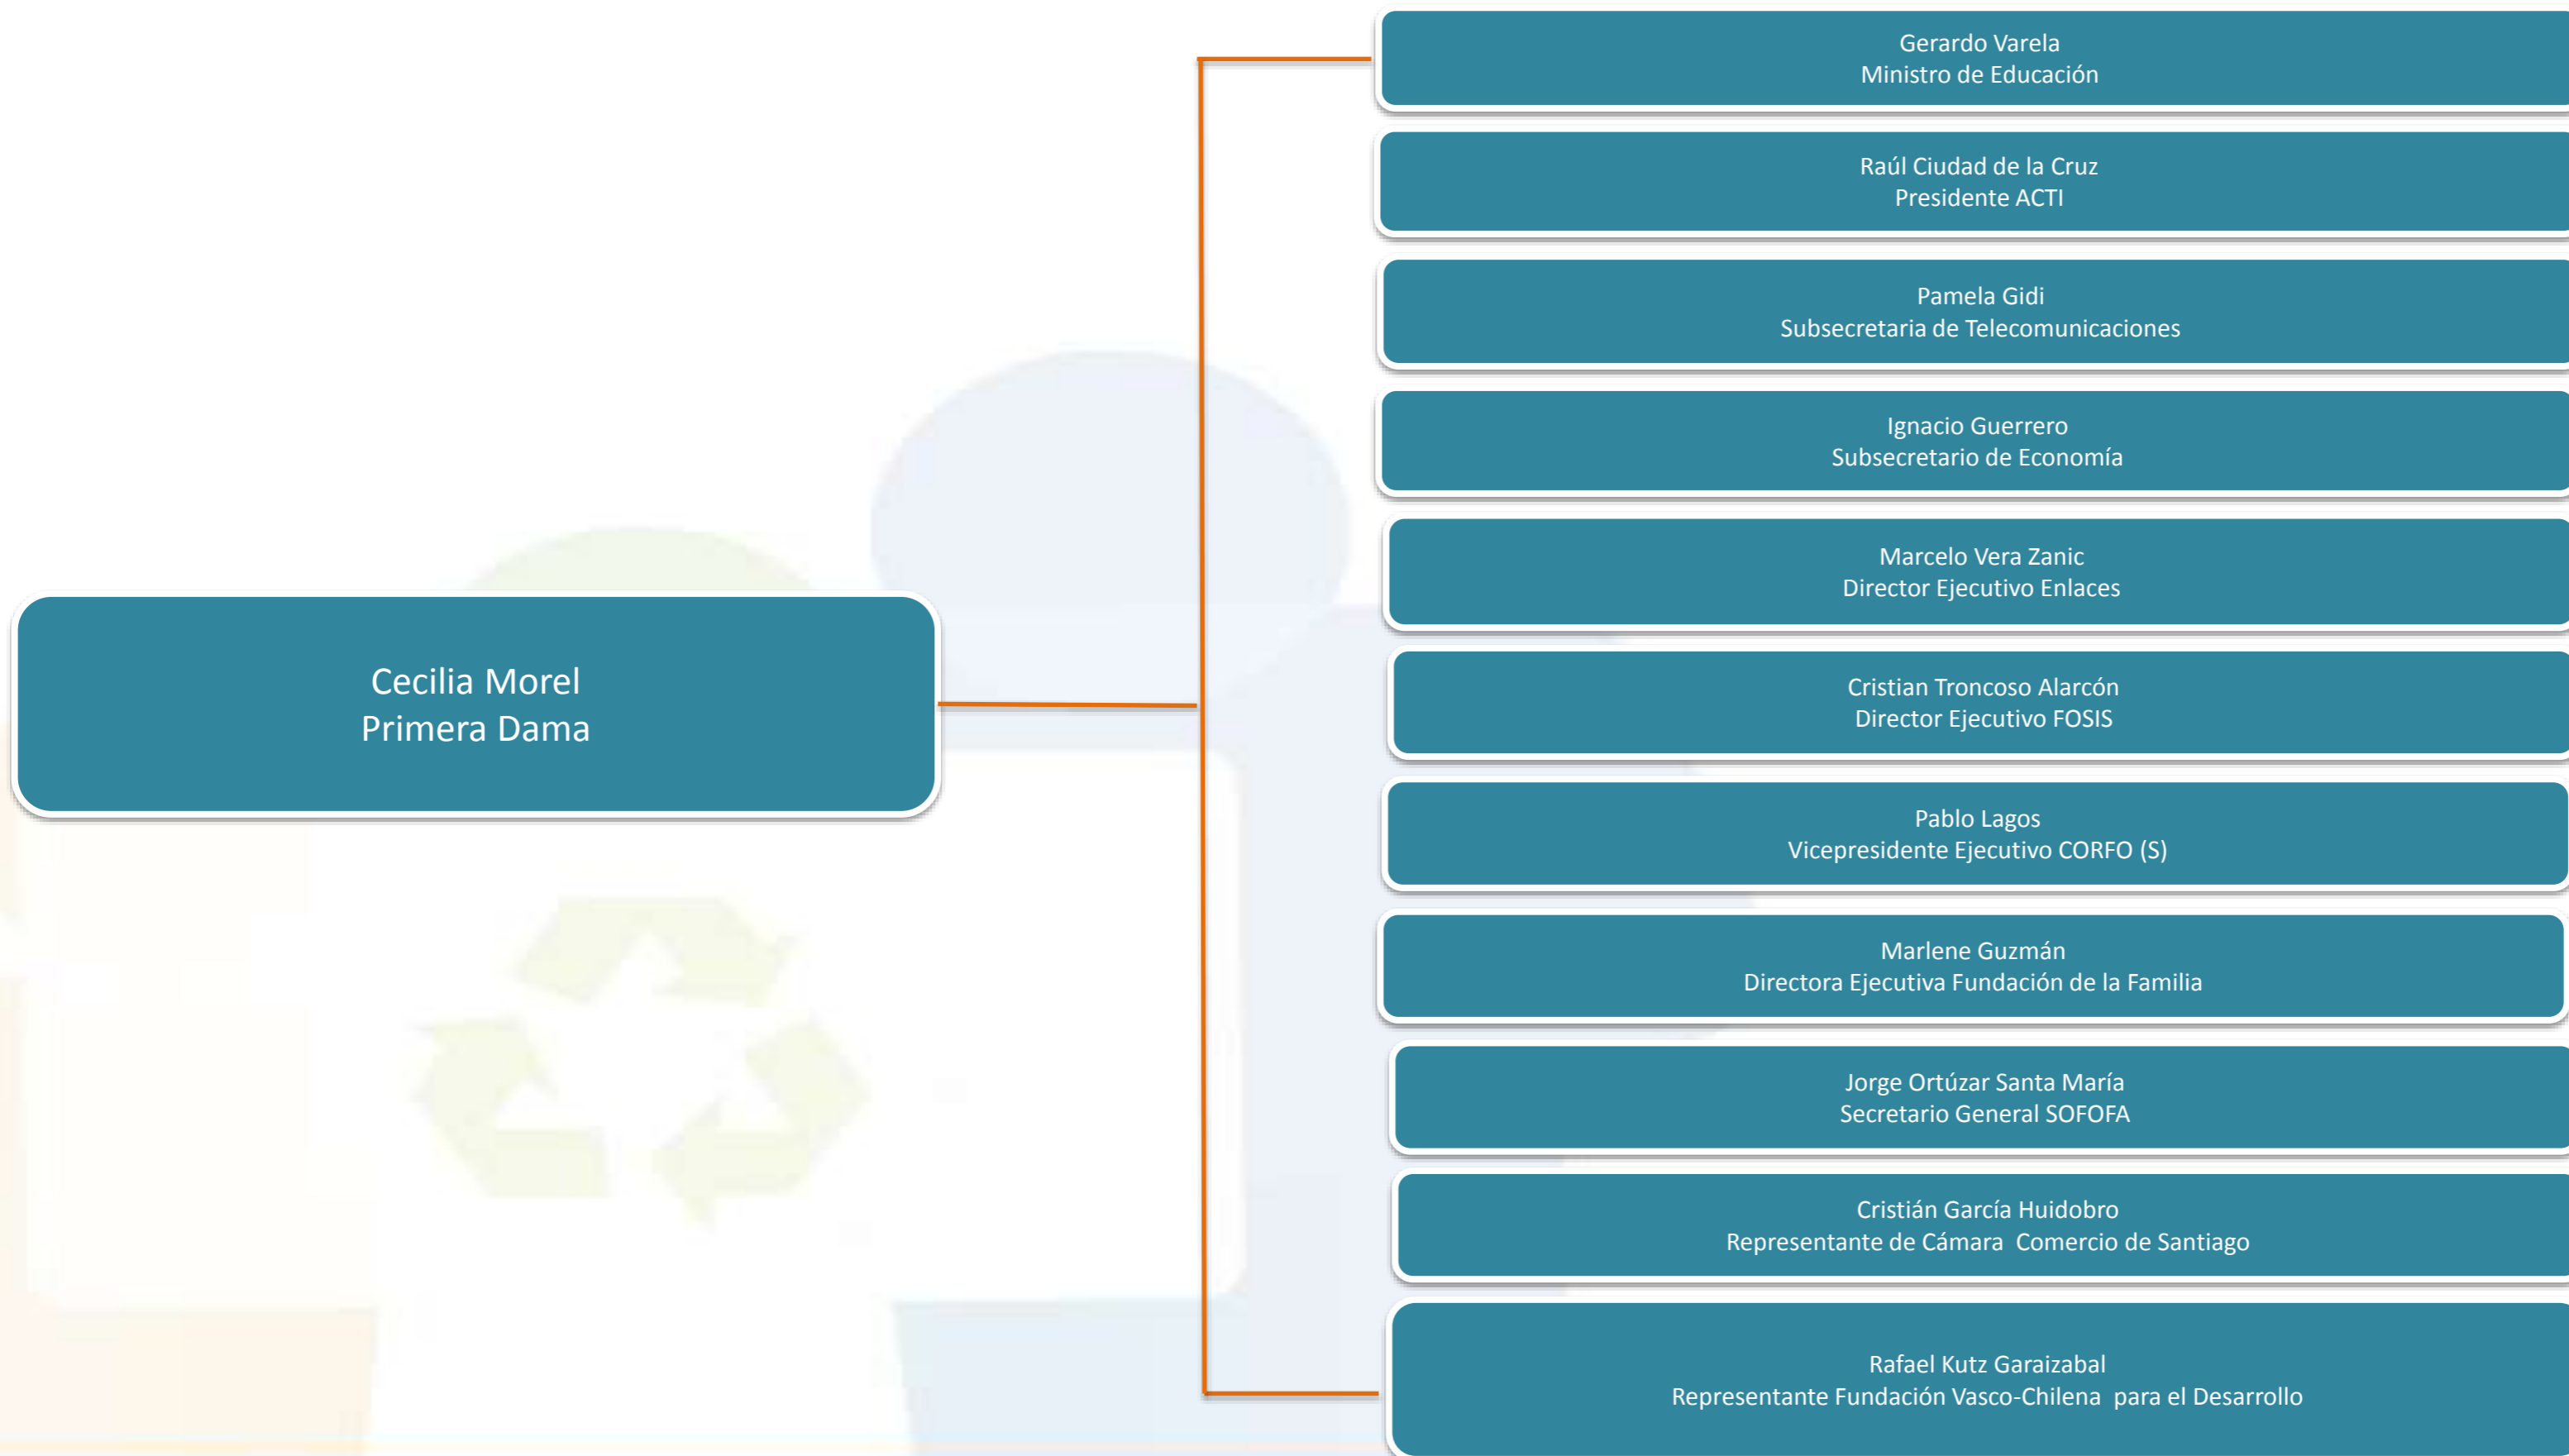 Cecilia Morel
Primera Dama
Gerardo Varela
Ministro de Educación
Raúl Ciudad de la Cruz
Presidente ACTI
Pamela Gidi
Subsecretaria de Telecomunicaciones
Ignacio Guerrero
Subsecretario de Economía
Marcelo Vera Zanic
Director Ejecutivo Enlaces
Cristian Troncoso Alarcón
Director Ejecutivo FOSIS
Pablo Lagos
Vicepresidente Ejecutivo CORFO (S)
Marlene Guzmán
Directora Ejecutiva Fundación de la Familia
Jorge Ortúzar Santa María
Secretario General SOFOFA
Cristián García Huidobro
Representante de Cámara  Comercio de Santiago
Rafael Kutz Garaizabal
Representante Fundación Vasco-Chilena  para el Desarrollo